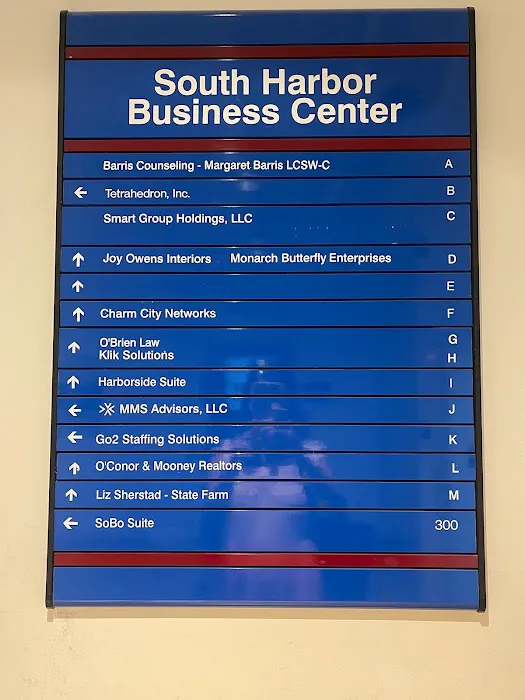 South Harbor
Business Center
Barris Counseling - Margaret Barris LCSW-C A
← Tetrahedron, Inc. B
Smart Group Holdings, LLC C
↑ Joy Owens Interiors Monarch Butterfly Enterprises D
↑ E
↑ Charm City Networks F
↑ O'Brien Law G
Klik Solutions H
↑ Harborside Suite I
← MMS Advisors, LLC J
← Go2 Staffing Solutions K
↑ O'Conor & Mooney Realtors L
↑ Liz Sherstad - State Farm M
← SoBo Suite 300